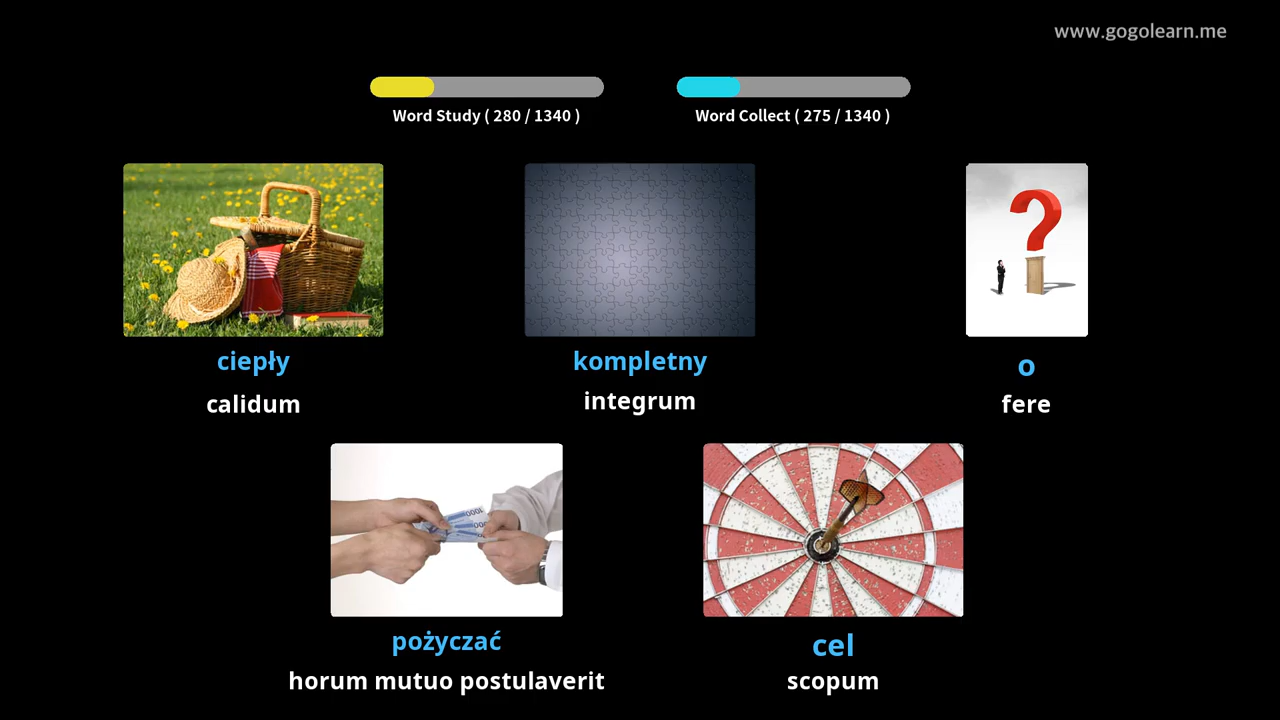 www.gogolearn.me
Word Study ( 280 / 1340 )
Word Collect ( 275 / 1340 )
ciepły
calidum
kompletny
integrum
o
fere
pożyczać
horum mutuo postulaverit
cel
scopum